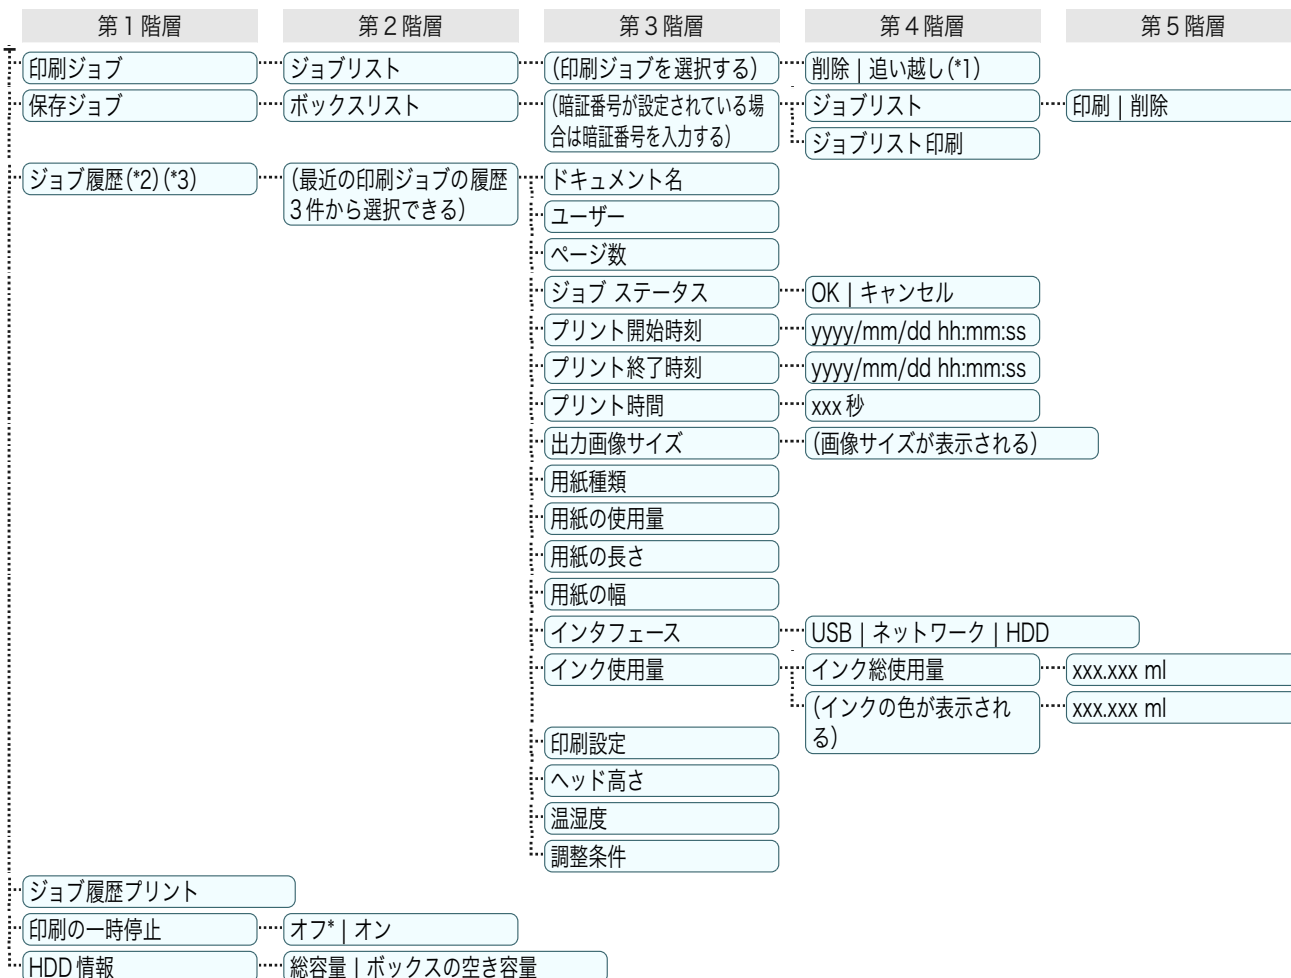 第1階層 第2階層 第3階層 第4階層 第5階層
印刷ジョブ ジョブリスト (印刷ジョブを選択する) 削除 | 追い越し(*1)
保存ジョブ ボックスリスト (暗証番号が設定されている場 ジョブリスト 印刷 | 削除
合は暗証番号を入力する) ジョブリスト印刷
ジョブ履歴(*2)(*3) (最近の印刷ジョブの履歴 ドキュメント名
3件から選択できる) ユーザー
ページ数
ジョブ ステータス OK | キャンセル
プリント開始時刻 yyyy/mm/dd hh:mm:ss
プリント終了時刻 yyyy/mm/dd hh:mm:ss
プリント時間 xxx秒
出力画像サイズ (画像サイズが表示される)
用紙種類
用紙の使用量
用紙の長さ
用紙の幅
インタフェース USB | ネットワーク | HDD
インク使用量 インク総使用量 xxx.xxx ml
(インクの色が表示され xxx.xxx ml
る)
印刷設定
ヘッド高さ
温湿度
調整条件
ジョブ履歴プリント
印刷の一時停止 オフ* | オン
HDD情報 総容量 | ボックスの空き容量